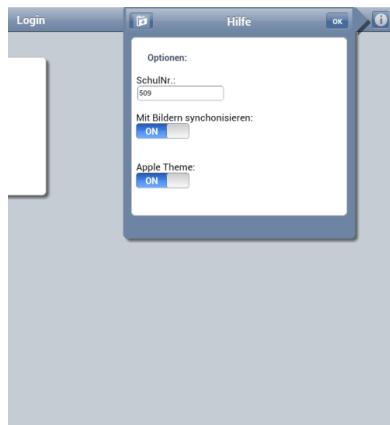 Login
Hilfe
OK
Optionen:
SchulNr.:
509
Mit Bildern synchonisieren:
ON
Apple Theme:
ON